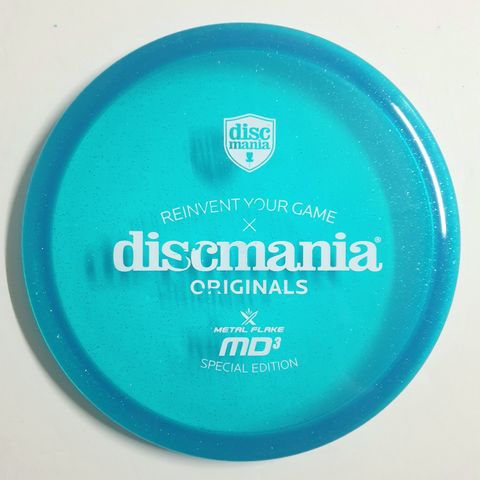 disc
mania
REINVENT YOUR GAME
X
discmania®
ORIGINALS
METAL FLAKE
MD3
SPECIAL EDITION